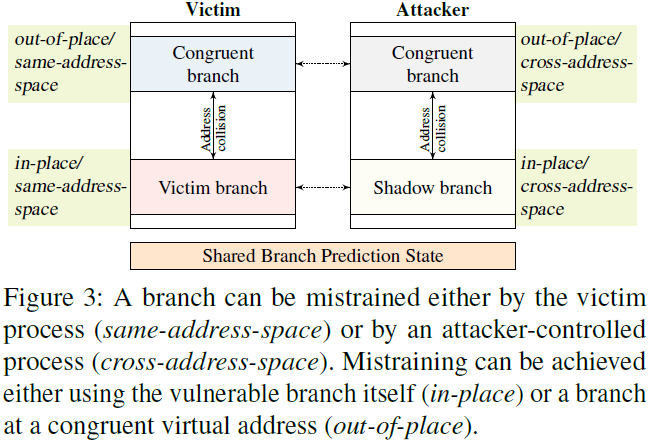 Victim
Attacker
out-of-place/
same-address-
space
Congruent
branch
Congruent
branch
out-of-place/
cross-address-
space
Address
collision
Address
collision
in-place/
same-address-
space
Victim branch
Shadow branch
in-place/
cross-address-
space
Shared Branch Prediction State
Figure 3: A branch can be mistrained either by the victim
process (same-address-space) or by an attacker-controlled
process (cross-address-space). Mistraining can be achieved
either using the vulnerable branch itself (in-place) or a branch
at a congruent virtual address (out-of-place).